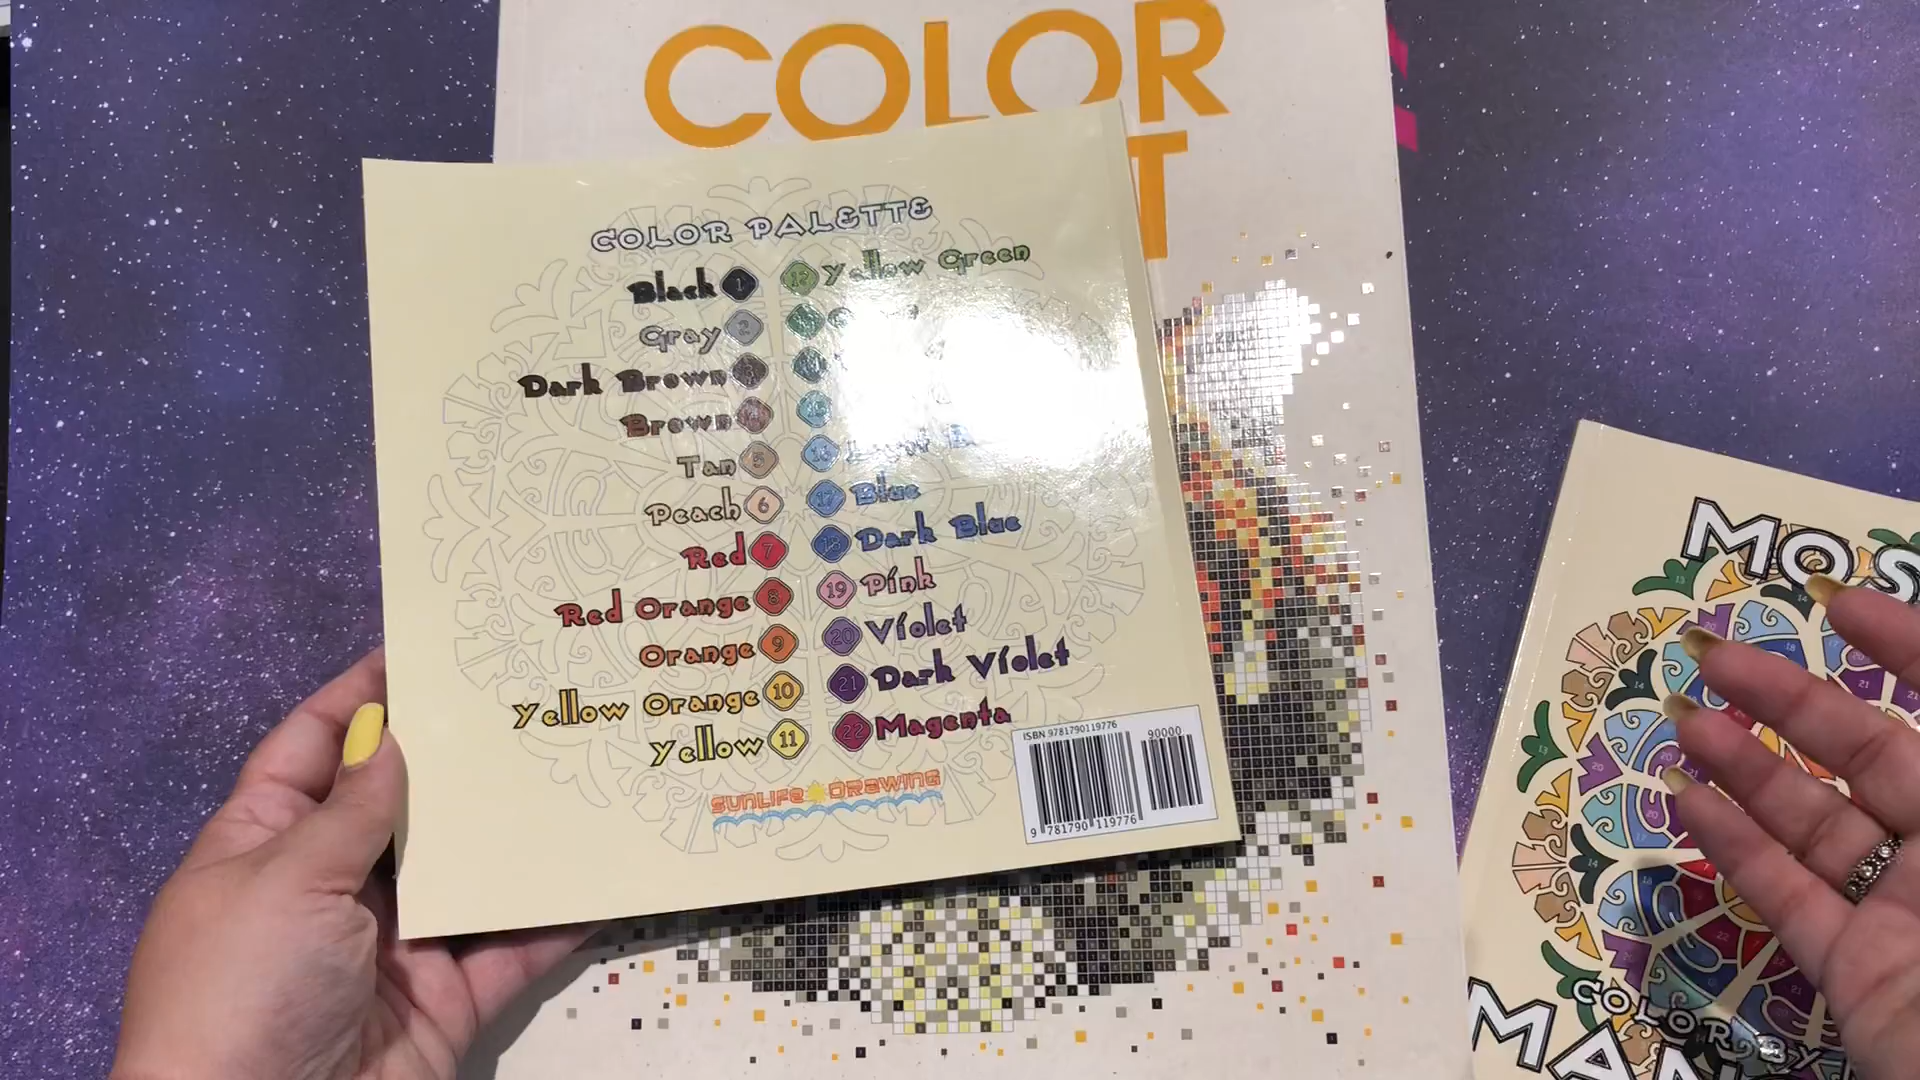 COLOR
T
COLOR PALETTE
Black 1
Gray 2
Dark Brown 3
Brown
Tan 5
Peach 6
Red 7
Red Orange 8
Orange 9
Yellow Orange 10
Yellow 11
12 Yellow Green
16 Light
17 Blue
18 Dark Blue
19 Pink
20 Violet
21 Dark Violet
22 Magenta
SUNLIFE DRAWING
ISBN 9781790119776
90000
9 781790 119776
MOS
COLOR BY
MAN